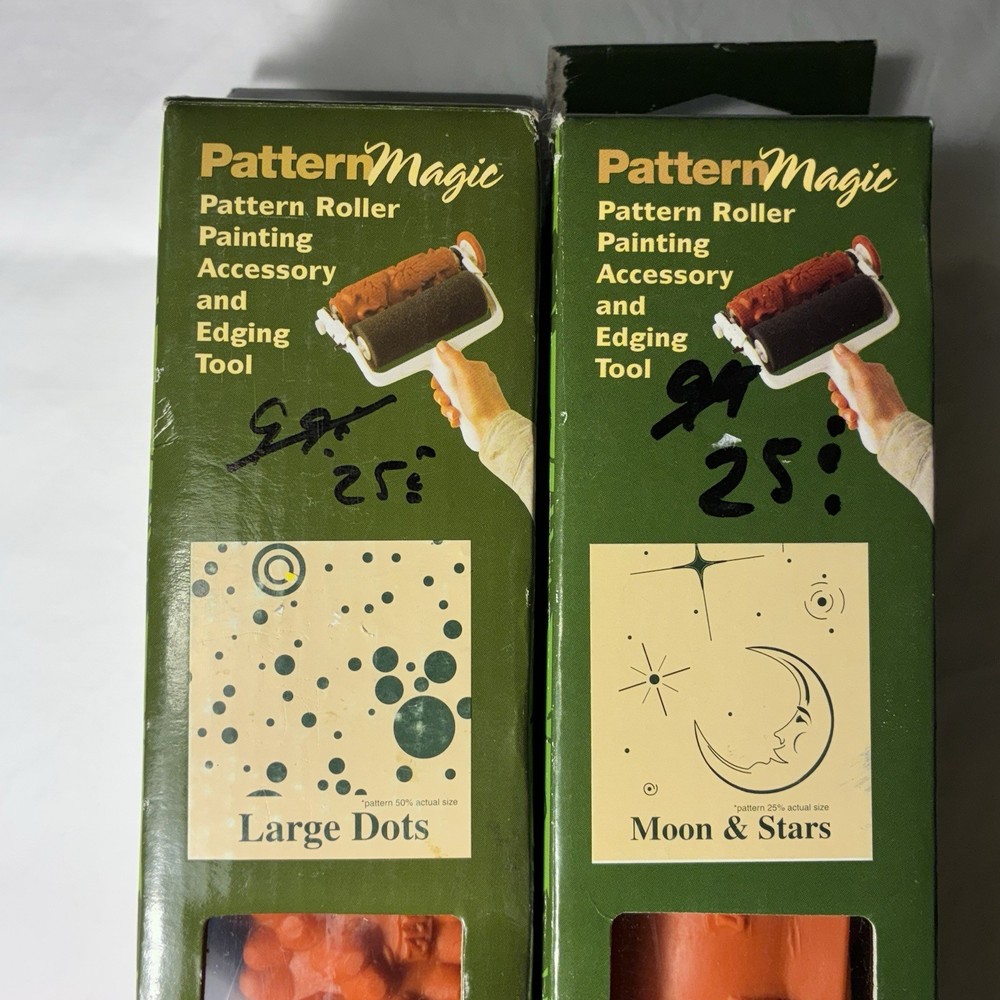 PatternMagic
Pattern Roller
Painting
Accessory
and
Edging
Tool
25
*pattern 50% actual size
Large Dots
PatternMagic
Pattern Roller
Painting
Accessory
and
Edging
Tool
25
*pattern 25% actual size
Moon & Stars